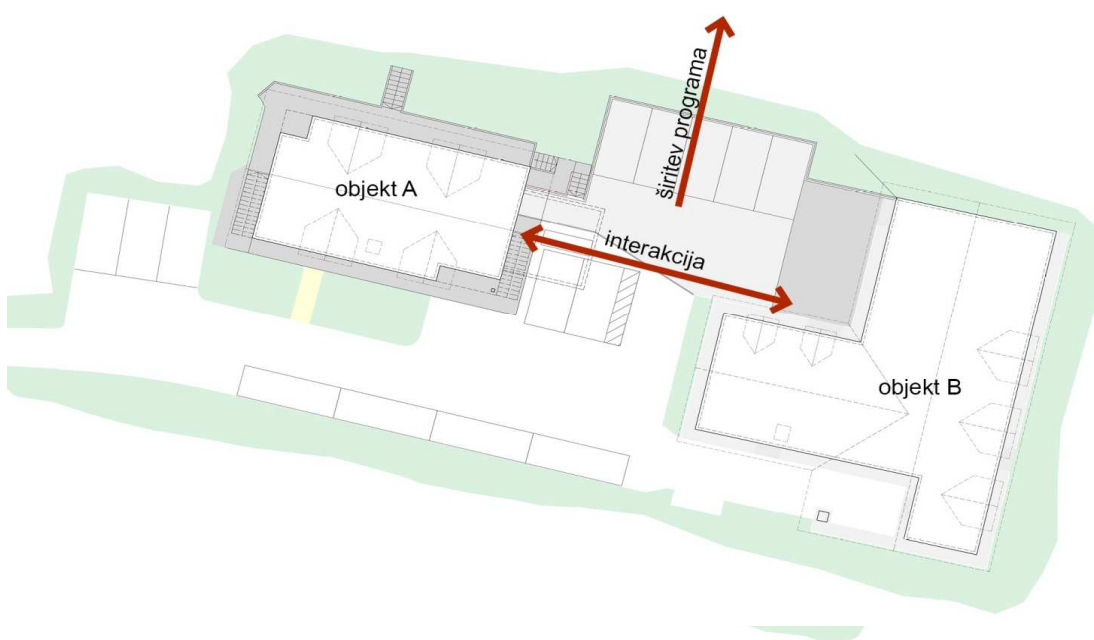 širitev programa
objekt A
interakcija
objekt B